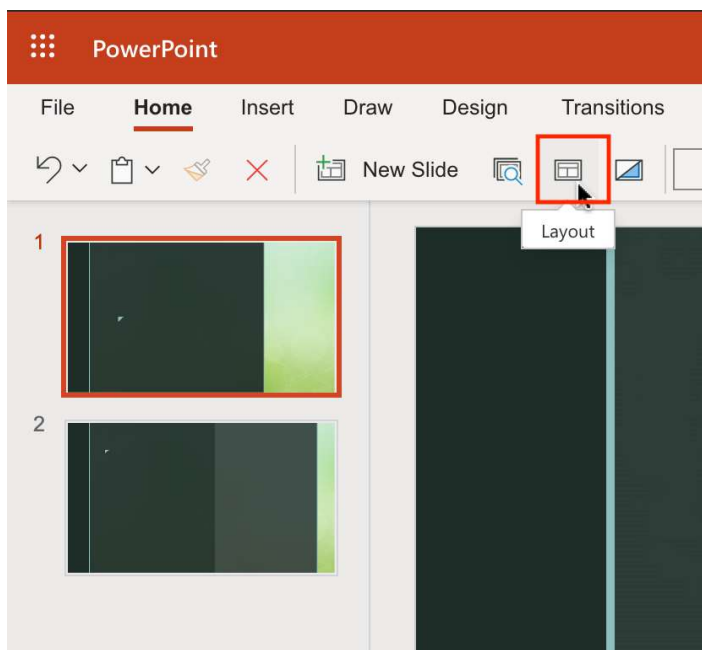 PowerPoint
File Home Insert Draw Design Transitions
New Slide
Layout
1
2